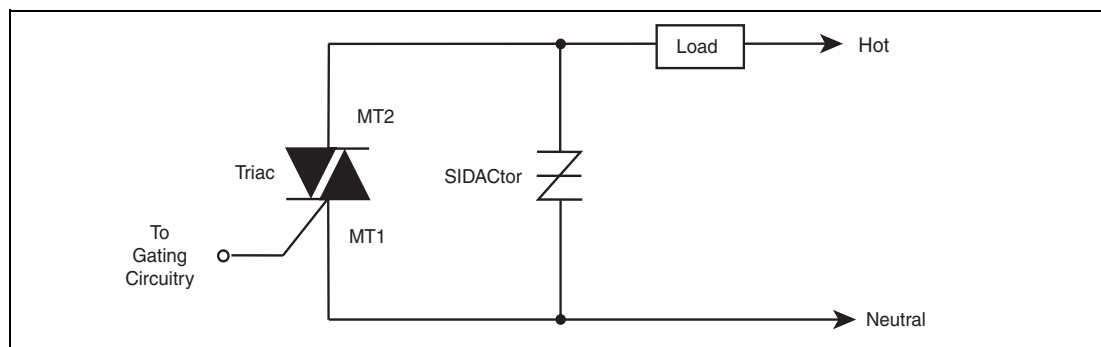 Load
Hot
MT2
Triac
SIDACtor
To
Gating
Circuitry
MT1
Neutral